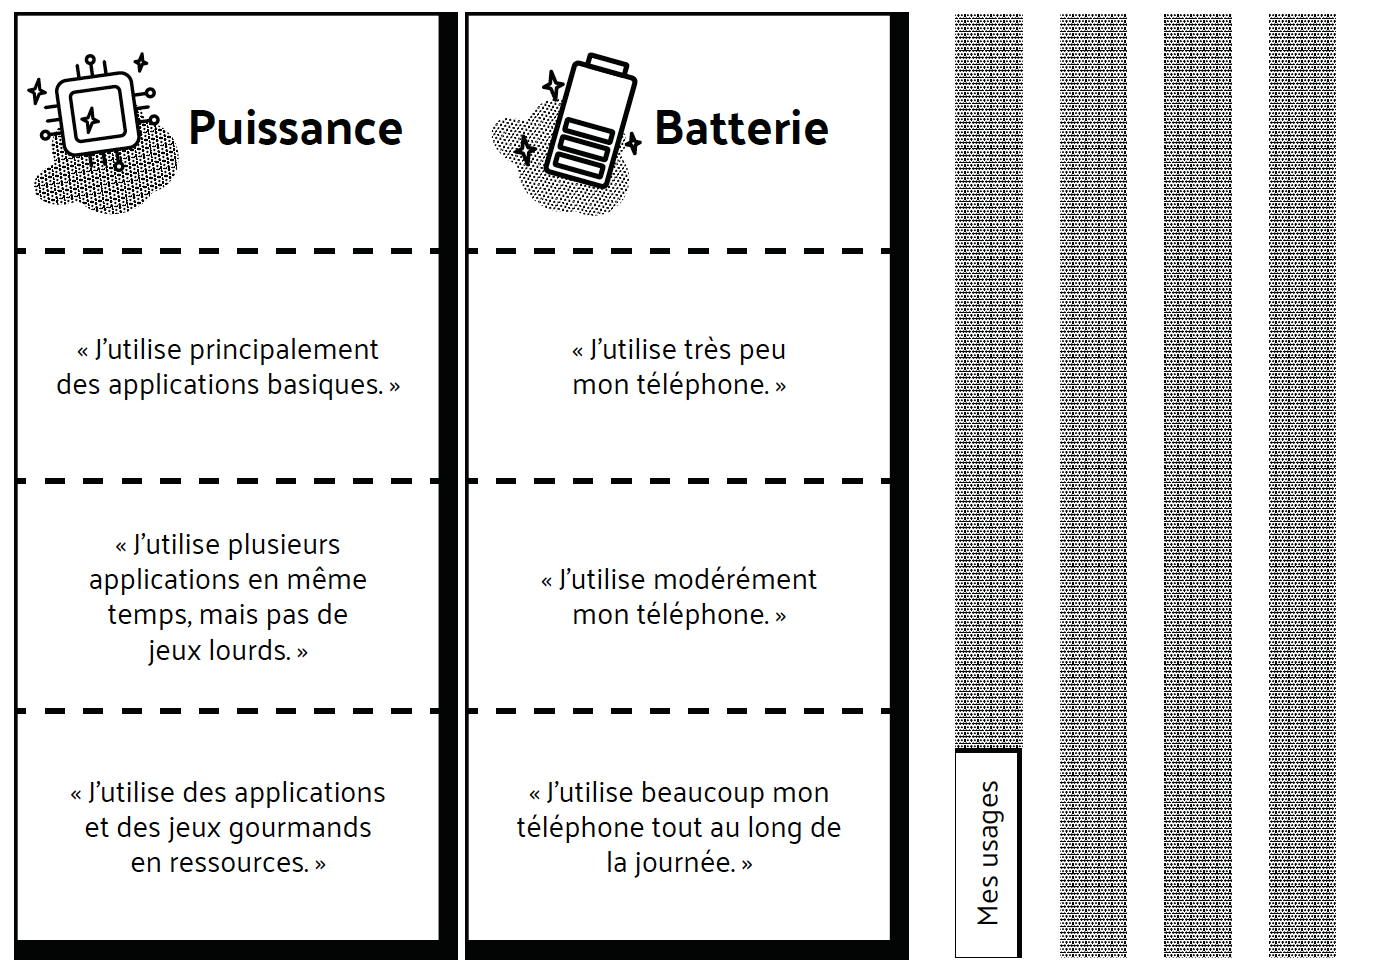 Puissance
« J’utilise principalement
des applications basiques. »
« J’utilise plusieurs
applications en même
temps, mais pas de
jeux lourds. »
« J’utilise des applications
et des jeux gourmands
en ressources. »
Batterie
« J’utilise très peu
mon téléphone. »
« J’utilise modérément
mon téléphone. »
« J’utilise beaucoup mon
téléphone tout au long de
la journée. »
Mes usages